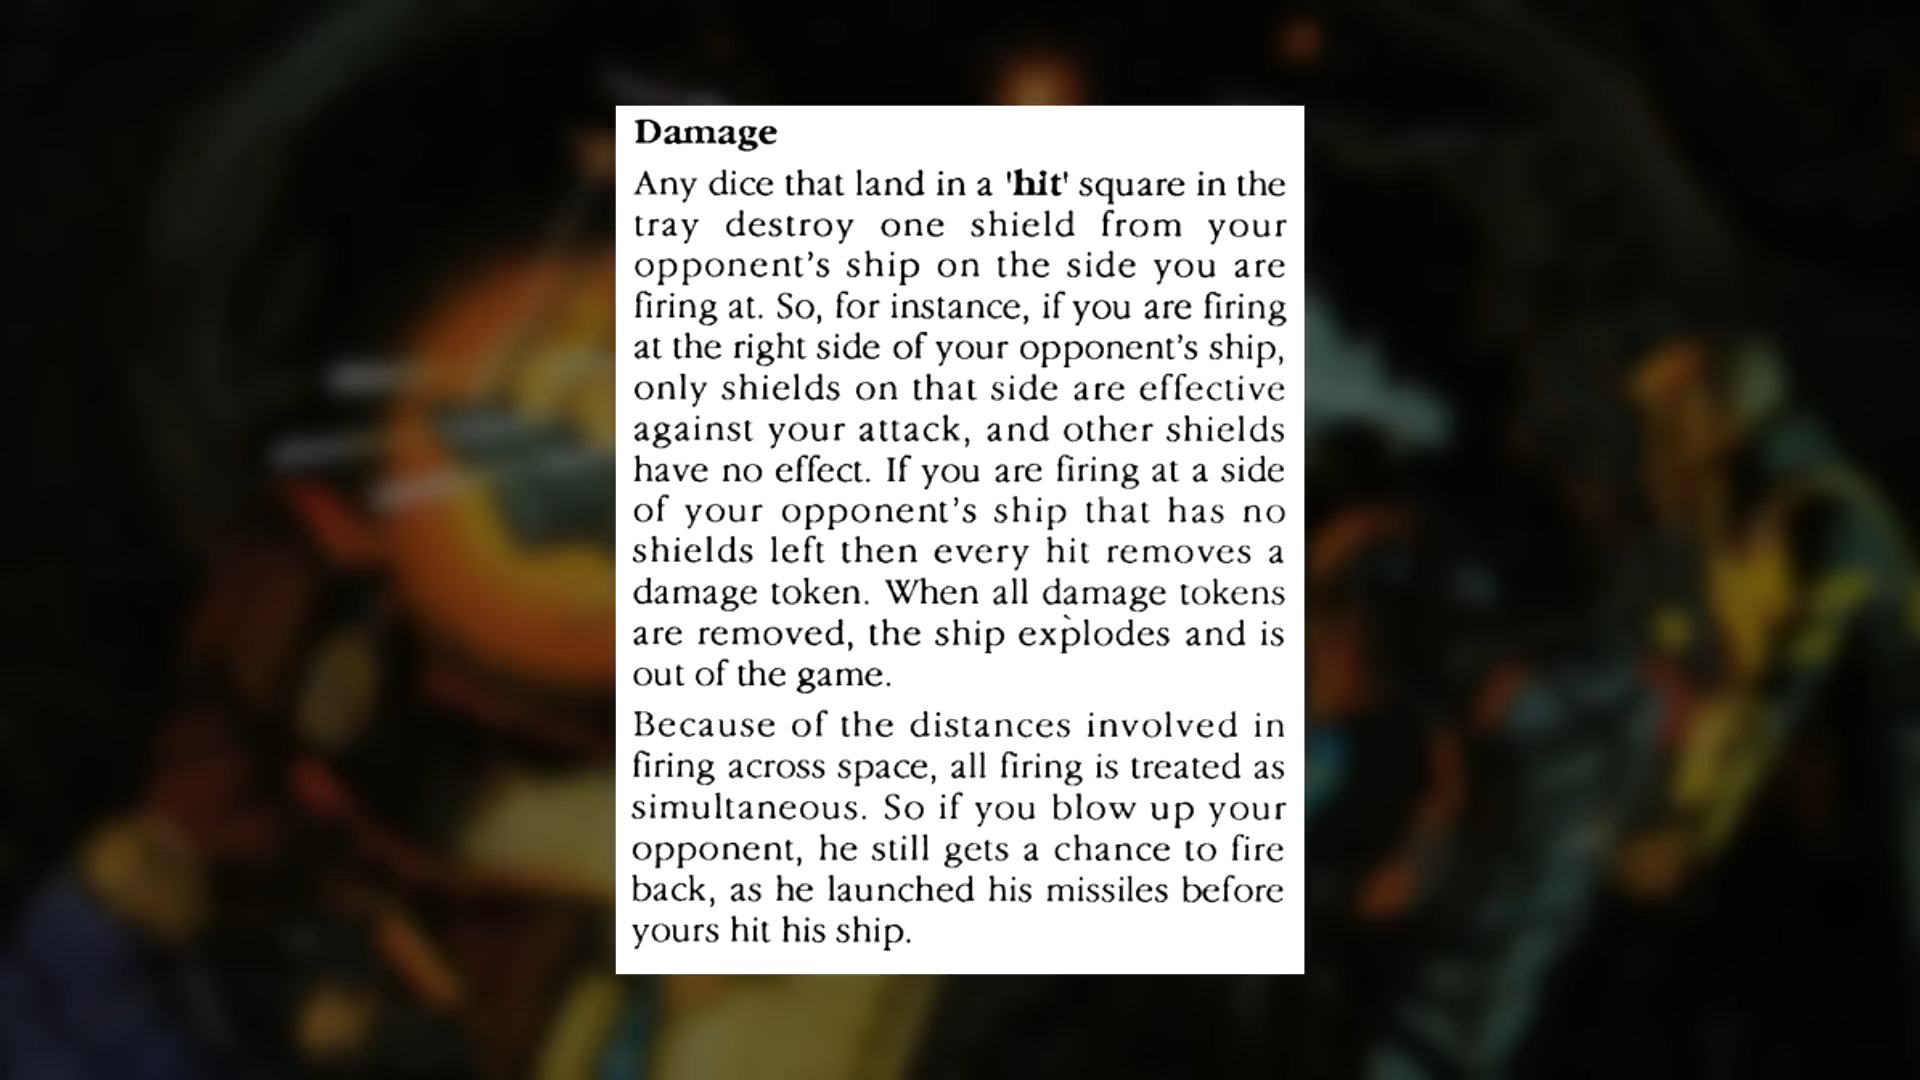 Damage
Any dice that land in a 'hit' square in the
tray destroy one shield from your
opponent's ship on the side you are
firing at. So, for instance, if you are firing
at the right side of your opponent's ship,
only shields on that side are effective
against your attack, and other shields
have no effect. If you are firing at a side
of your opponent's ship that has no
shields left then every hit removes a
damage token. When all damage tokens
are removed, the ship explodes and is
out of the game.
Because of the distances involved in
firing across space, all firing is treated as
simultaneous. So if you blow up your
opponent, he still gets a chance to fire
back, as he launched his missiles before
yours hit his ship.